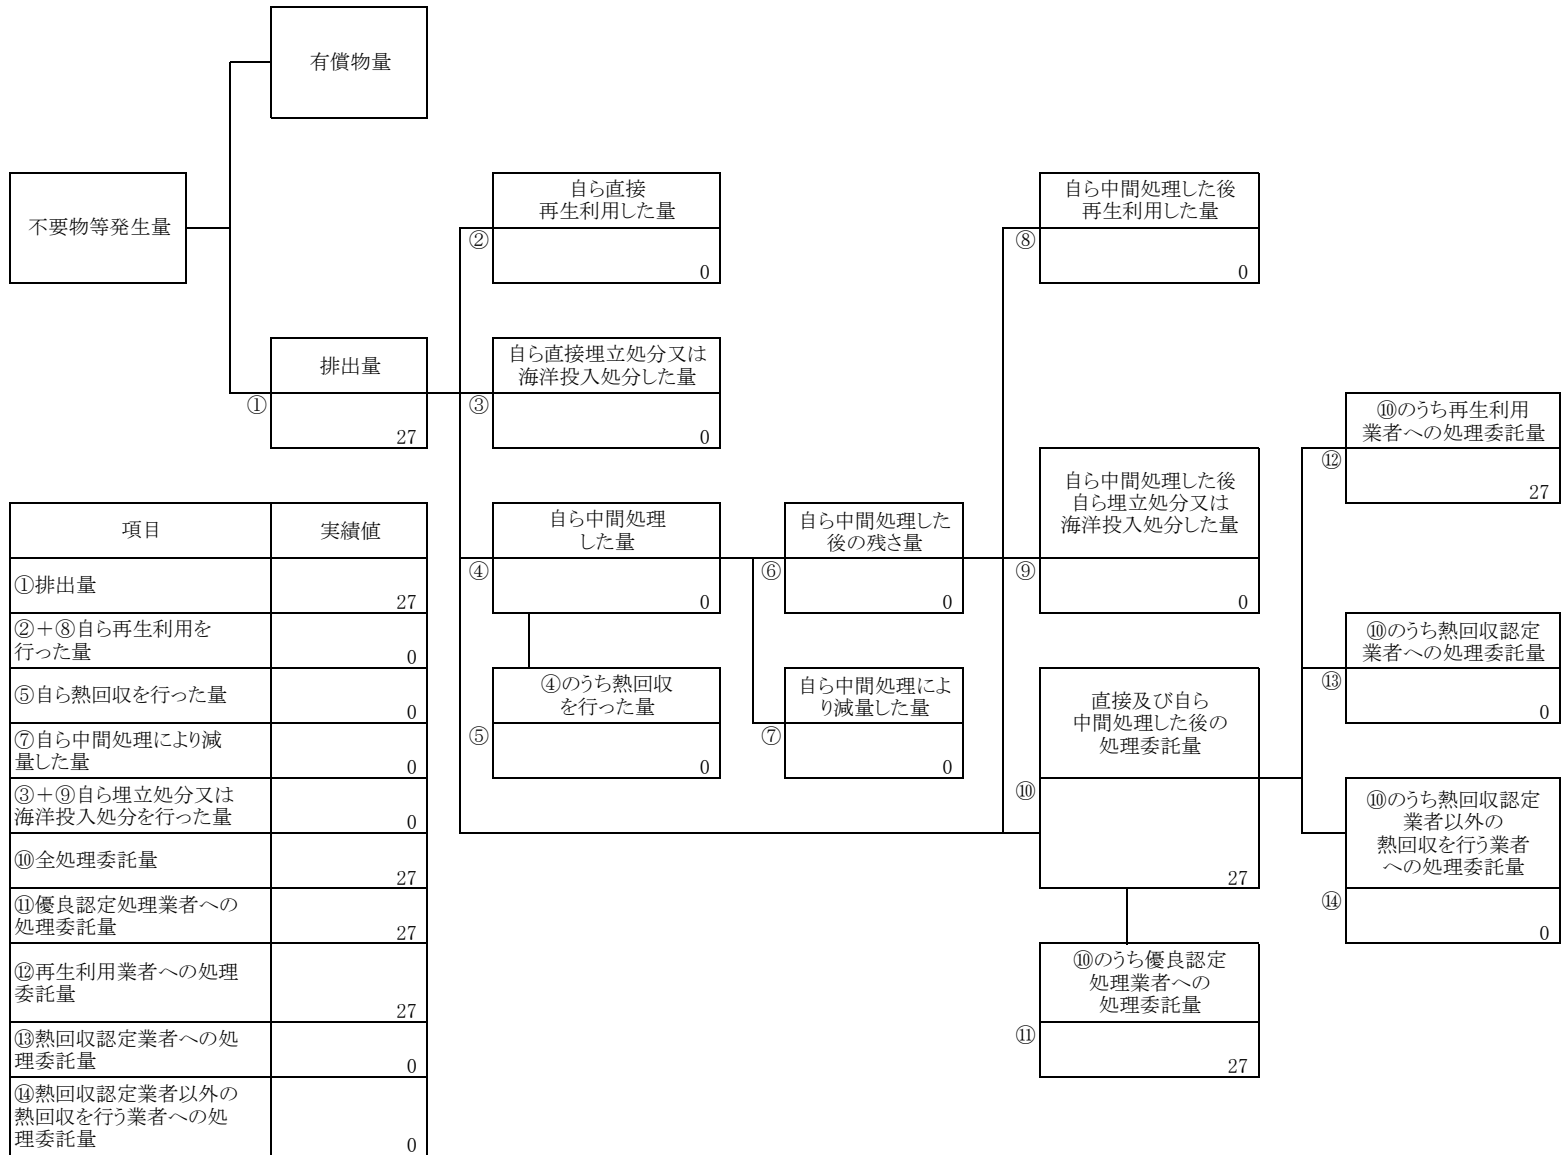 有償物量
不要物等発生量
自ら直接
再生利用した量
②
0
自ら中間処理した後
再生利用した量
⑧
0
排出量
①
27
自ら直接埋立処分又は
海洋投入処分した量
③
0
⑩のうち再生利用
業者への処理委託量
⑫
27
自ら中間処理した後
自ら埋立処分又は
海洋投入処分した量
⑨
0
自ら中間処理
した量
④
0
自ら中間処理した
後の残さ量
⑥
0
⑩のうち熱回収認定
業者への処理委託量
⑬
0
④のうち熱回収
を行った量
⑤
0
自ら中間処理によ
り減量した量
⑦
0
直接及び自ら
中間処理した後の
処理委託量
⑩
27
⑩のうち熱回収認定
業者以外の
熱回収を行う業者
への処理委託量
⑭
0
⑩のうち優良認定
処理業者への
処理委託量
⑪
27
項目 実績値
①排出量
27
②+⑧自ら再生利用を
行った量
0
⑤自ら熱回収を行った量
0
⑦自ら中間処理により減
量した量
0
③+⑨自ら埋立処分又は
海洋投入処分を行った量
0
⑩全処理委託量
27
⑪優良認定処理業者への
処理委託量
27
⑫再生利用業者への処理
委託量
27
⑬熱回収認定業者への処
理委託量
0
⑭熱回収認定業者以外の
熱回収を行う業者への処
理委託量
0